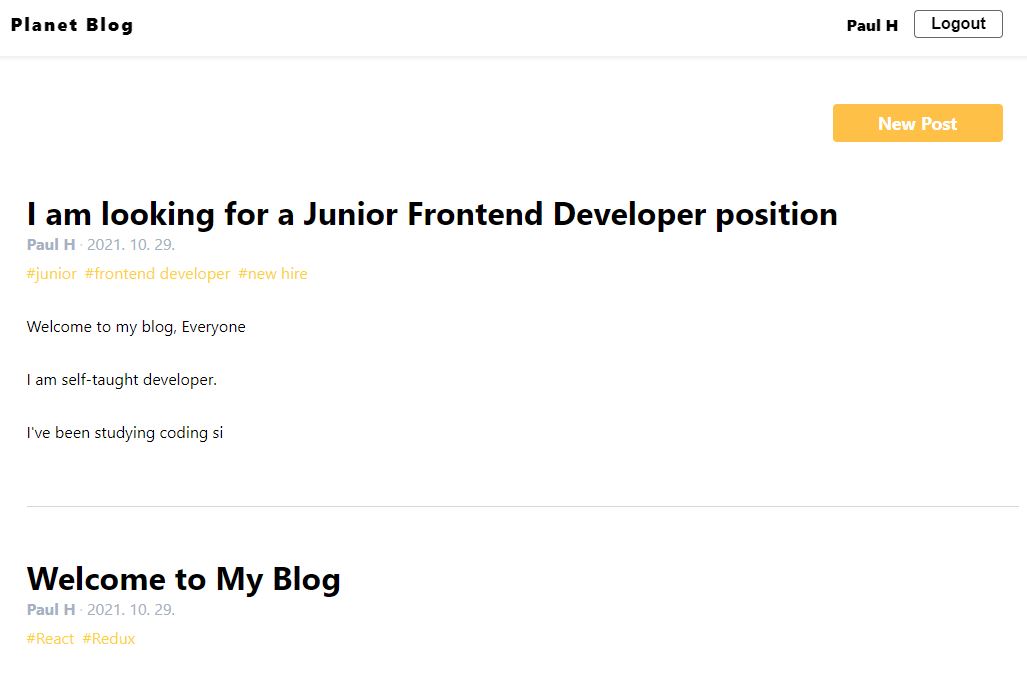 Planet Blog
Paul H Logout
New Post
I am looking for a Junior Frontend Developer position
Paul H · 2021. 10. 29.
#junior #frontend developer #new hire
Welcome to my blog, Everyone
I am self-taught developer.
I've been studying coding si
Welcome to My Blog
Paul H · 2021. 10. 29.
#React #Redux